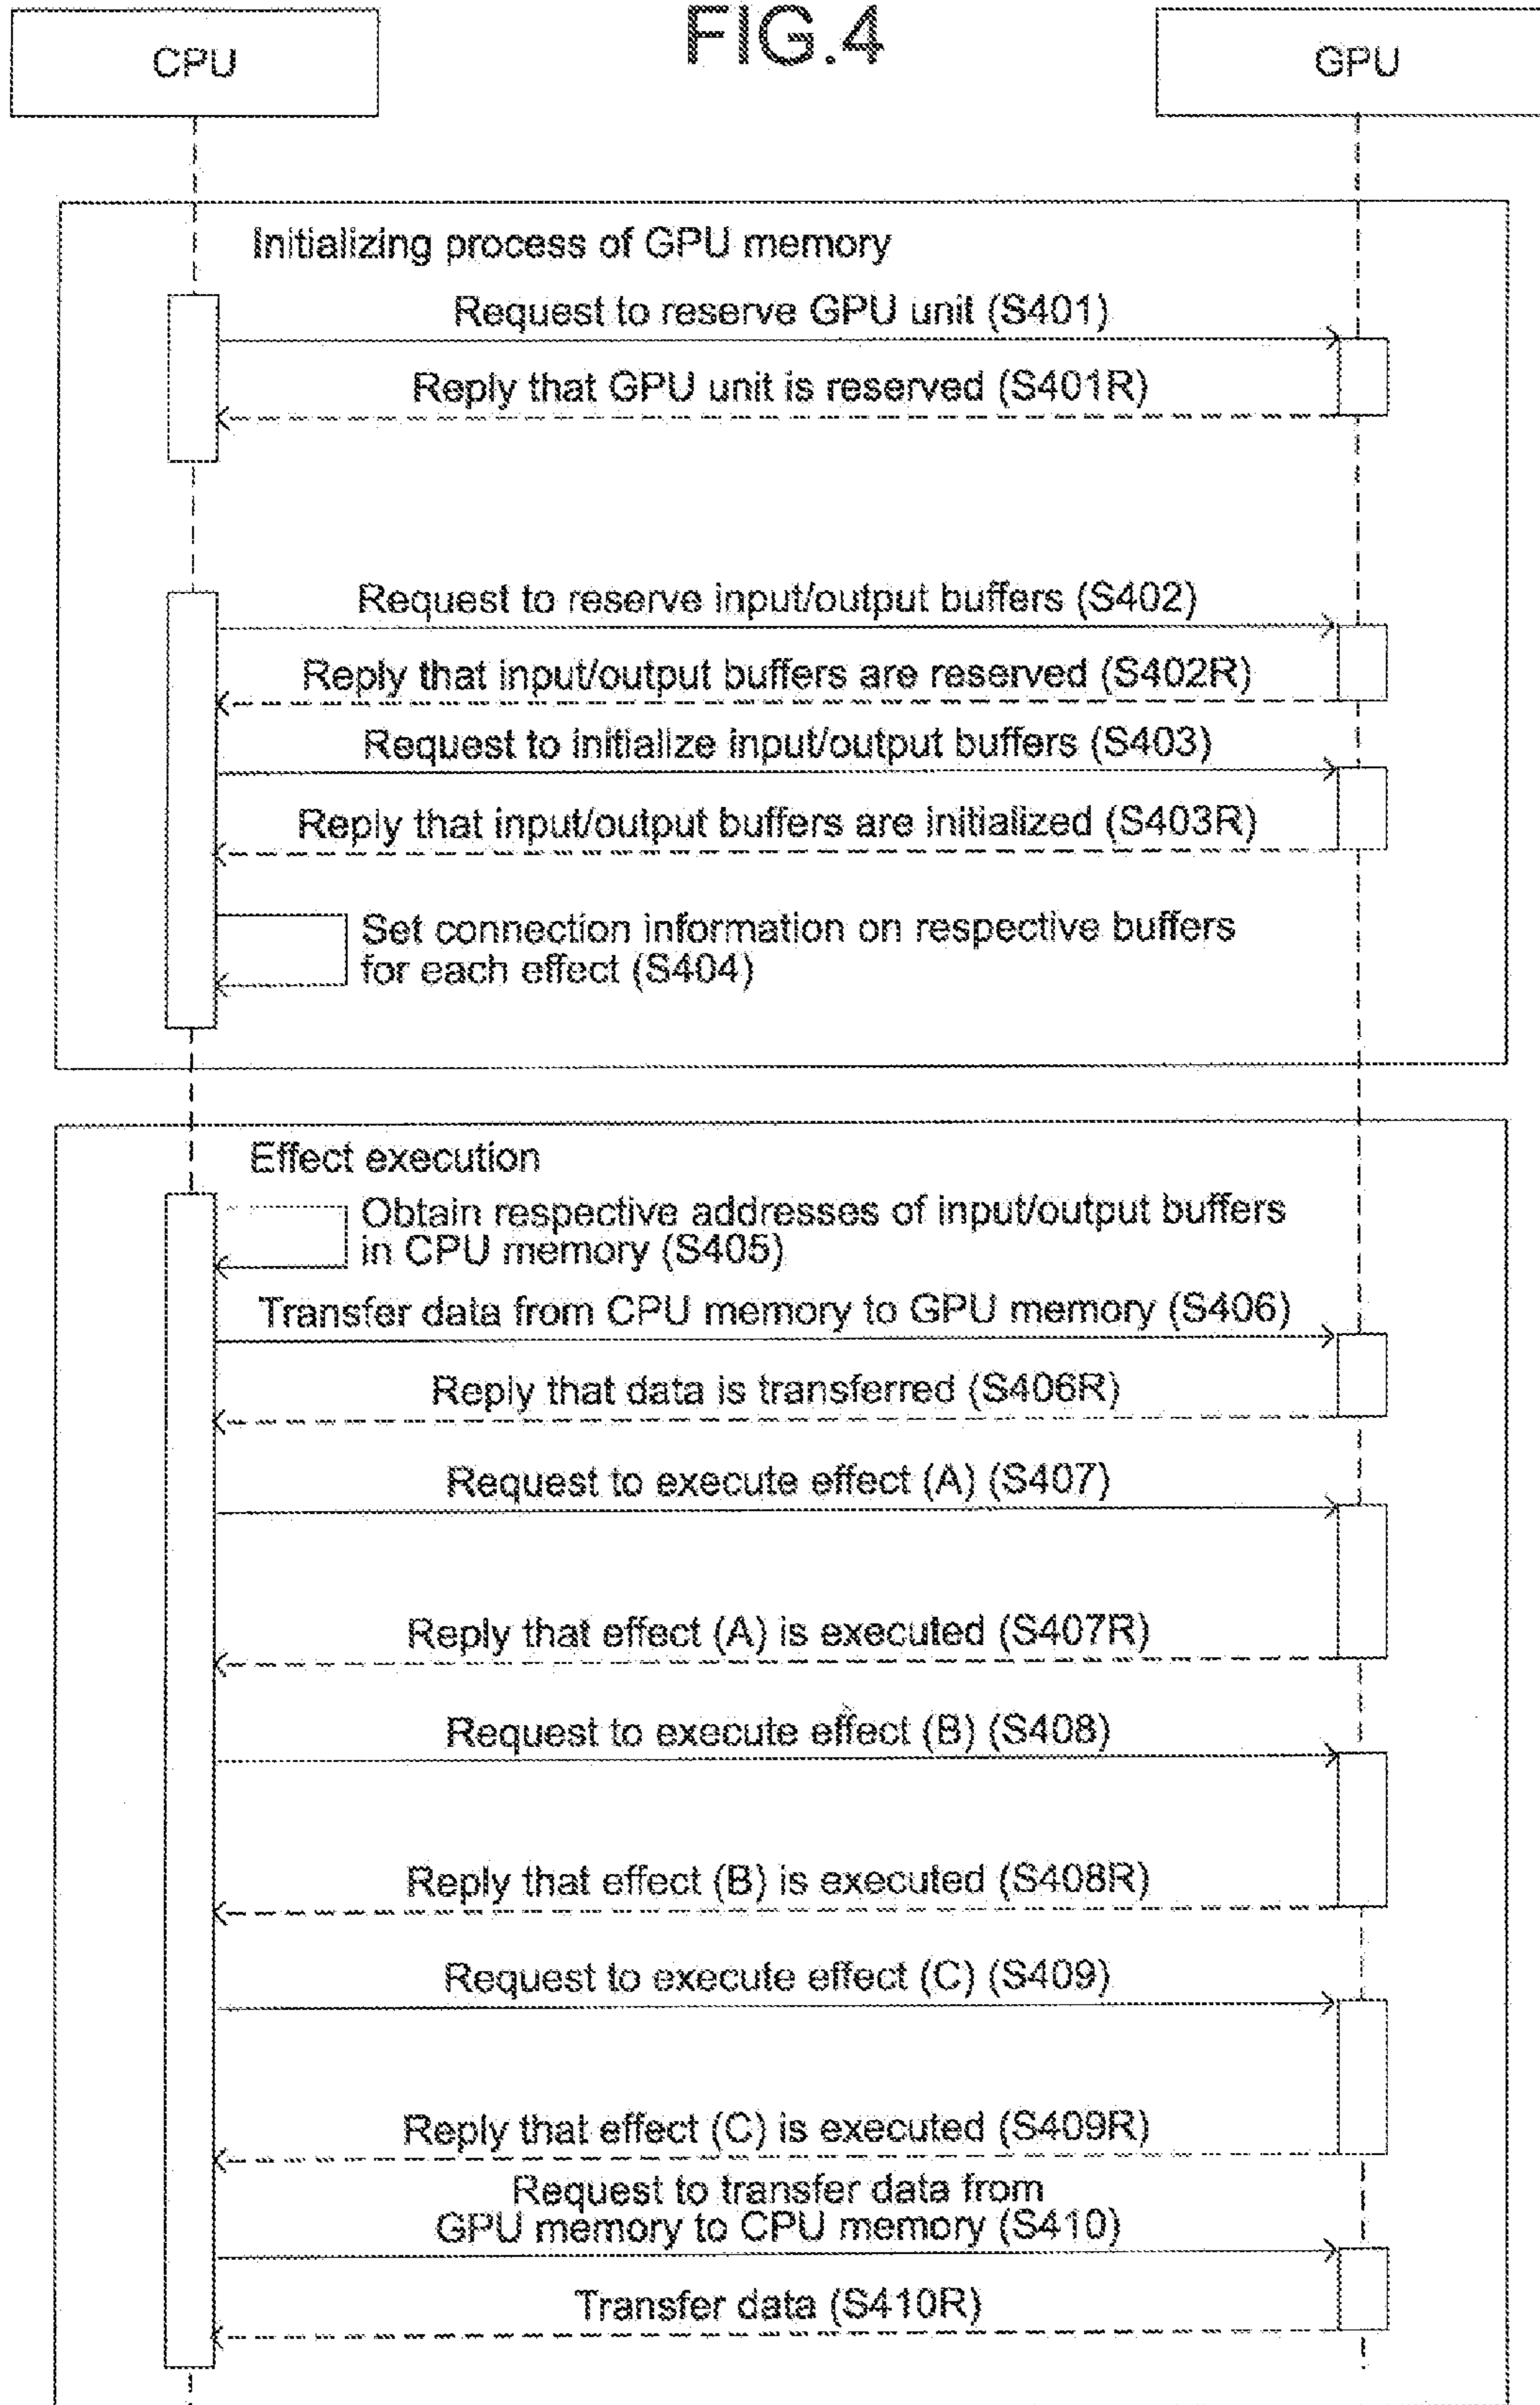 FIG.4
CPU
GPU
Initializing process of GPU memory
Request to reserve GPU unit (S401)
Reply that GPU unit is reserved (S401R)
Request to reserve input/output buffers (S402)
Reply that input/output buffers are reserved (S402R)
Request to initialize input/output buffers (S403)
Reply that input/output buffers are initialized (S403R)
Set connection information on respective buffers
for each effect (S404)
Effect execution
Obtain respective addresses of input/output buffers
in CPU memory (S405)
Transfer data from CPU memory to GPU memory (S406)
Reply that data is transferred (S406R)
Request to execute effect (A) (S407)
Reply that effect (A) is executed (S407R)
Request to execute effect (B) (S408)
Reply that effect (B) is executed (S408R)
Request to execute effect (C) (S409)
Reply that effect (C) is executed (S409R)
Request to transfer data from
GPU memory to CPU memory (S410)
Transfer data (S410R)